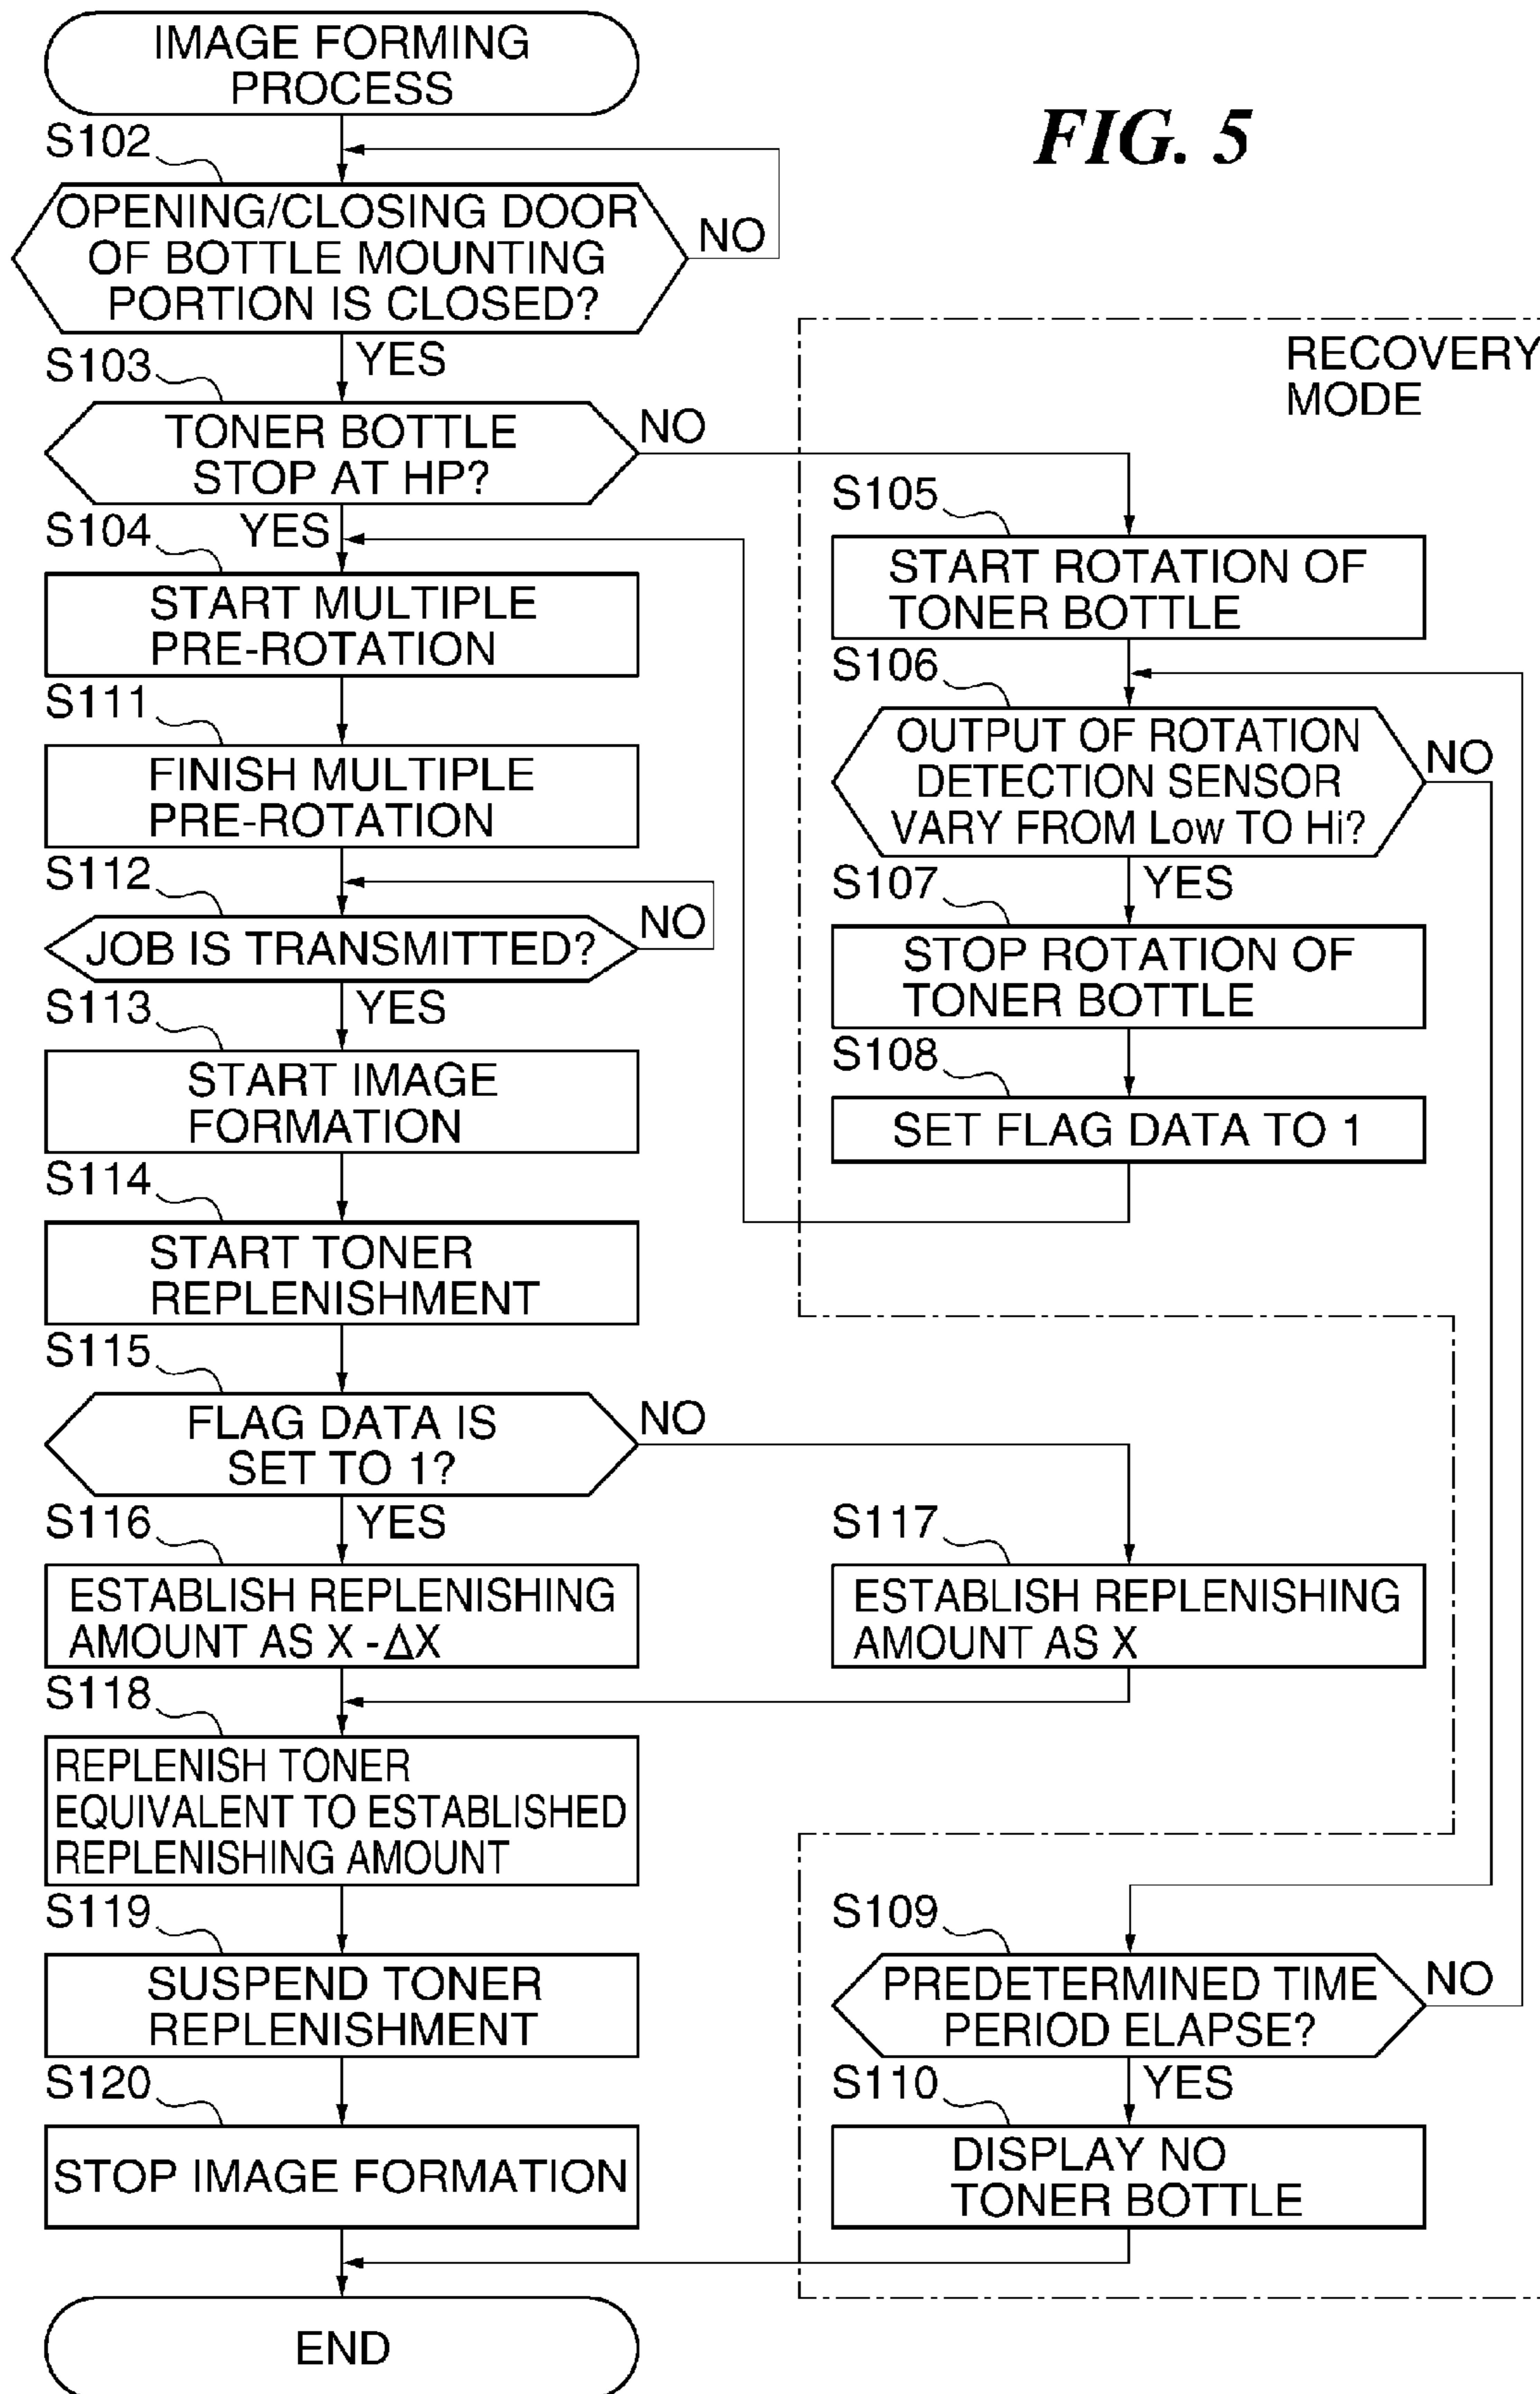 FIG. 5
IMAGE FORMING
PROCESS
S102
OPENING/CLOSING DOOR
OF BOTTLE MOUNTING
PORTION IS CLOSED?
NO
YES
S103
TONER BOTTLE
STOP AT HP?
NO
YES
S104
START MULTIPLE
PRE-ROTATION
S111
FINISH MULTIPLE
PRE-ROTATION
S112
JOB IS TRANSMITTED?
NO
YES
S113
START IMAGE
FORMATION
S114
START TONER
REPLENISHMENT
S115
FLAG DATA IS
SET TO 1?
NO
YES
S116
ESTABLISH REPLENISHING
AMOUNT AS X -ΔX
S117
ESTABLISH REPLENISHING
AMOUNT AS X
S118
REPLENISH TONER
EQUIVALENT TO ESTABLISHED
REPLENISHING AMOUNT
S119
SUSPEND TONER
REPLENISHMENT
S120
STOP IMAGE FORMATION
END
RECOVERY
MODE
S105
START ROTATION OF
TONER BOTTLE
S106
OUTPUT OF ROTATION
DETECTION SENSOR
VARY FROM Low TO Hi?
NO
YES
S107
STOP ROTATION OF
TONER BOTTLE
S108
SET FLAG DATA TO 1
S109
PREDETERMINED TIME
PERIOD ELAPSE?
NO
YES
S110
DISPLAY NO
TONER BOTTLE